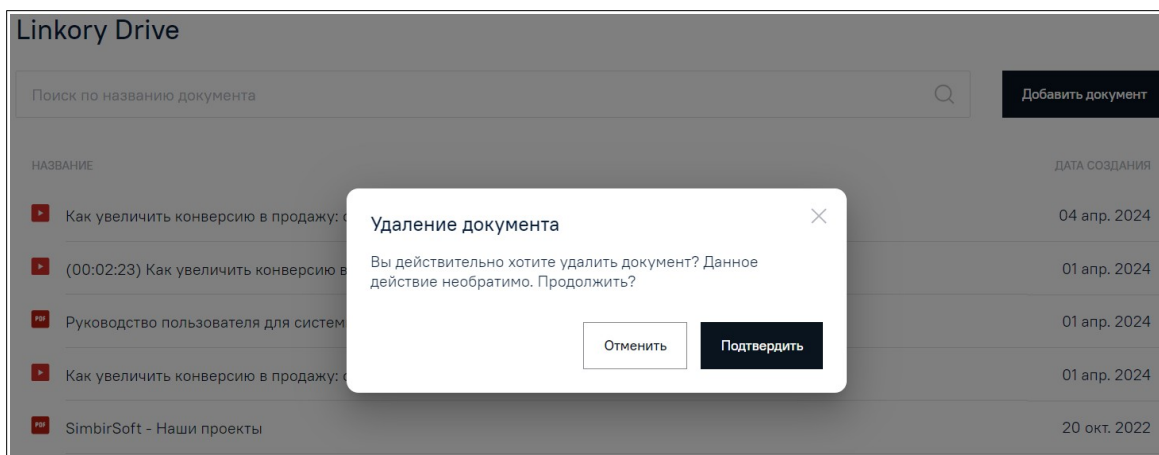 Linkory Drive
Поиск по названию документа
Добавить документ
НАЗВАНИЕ
ДАТА СОЗДАНИЯ
Как увеличить конверсию в продажу:
04 апр. 2024
(00:02:23) Как увеличить конверсию в
01 апр. 2024
PDF
Руководство пользователя для систем
01 апр. 2024
Как увеличить конверсию в продажу:
01 апр. 2024
PDF
SimbirSoft - Наши проекты
20 окт. 2022
Удаление документа
Вы действительно хотите удалить документ? Данное
действие необратимо. Продолжить?
Отменить
Подтвердить